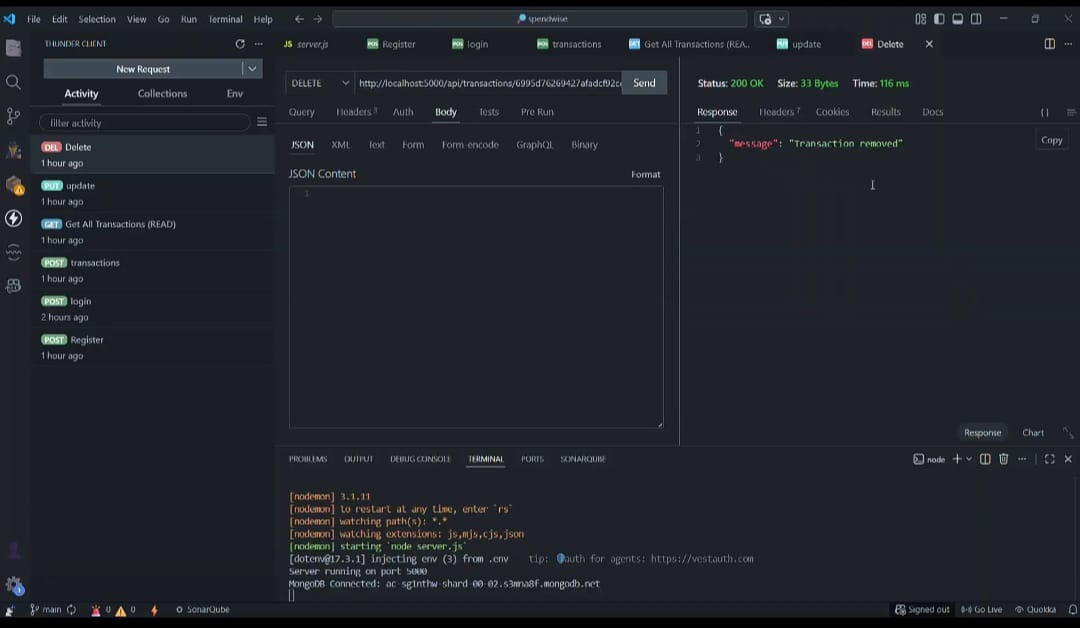 File Edit Selection View Go Run Terminal Help
spendwise
THUNDER CLIENT
New Request
Activity Collections Env
filter activity
DEL Delete
1 hour ago
PUT update
1 hour ago
GET Get All Transactions (READ)
1 hour ago
POST transactions
1 hour ago
POST login
2 hours ago
POST Register
1 hour ago
JS server.js POST Register POST login POST transactions GET Get All Transactions (REA.. PUT update DEL Delete
DELETE http://localhost:5000/api/transactions/6995d76269427afadcf92c Send
Query Headers 3 Auth Body Tests Pre Run
JSON XML Text Form Form-encode GraphQL Binary
JSON Content Format
1
Status: 200 OK Size: 33 Bytes Time: 116 ms
Response Headers 7 Cookies Results Docs { }
1 {
2 "message": "Transaction removed"
3 }
Copy
Response Chart
PROBLEMS OUTPUT DEBUG CONSOLE TERMINAL PORTS SONARQUBE
node
[nodemon] 3.1.11
[nodemon] to restart at any time, enter `rs`
[nodemon] watching path(s): *.*
[nodemon] watching extensions: js,mjs,cjs,json
[nodemon] starting `node server.js`
[dotenv@17.3.1] injecting env (3) from .env tip: auth for agents: https://vestauth.com
Server running on port 5000
MongoDB Connected: ac-sg1nthw-shard-00-02.s3mna8f.mongodb.net
main 0 0 SonarQube Signed out Go Live Quokka